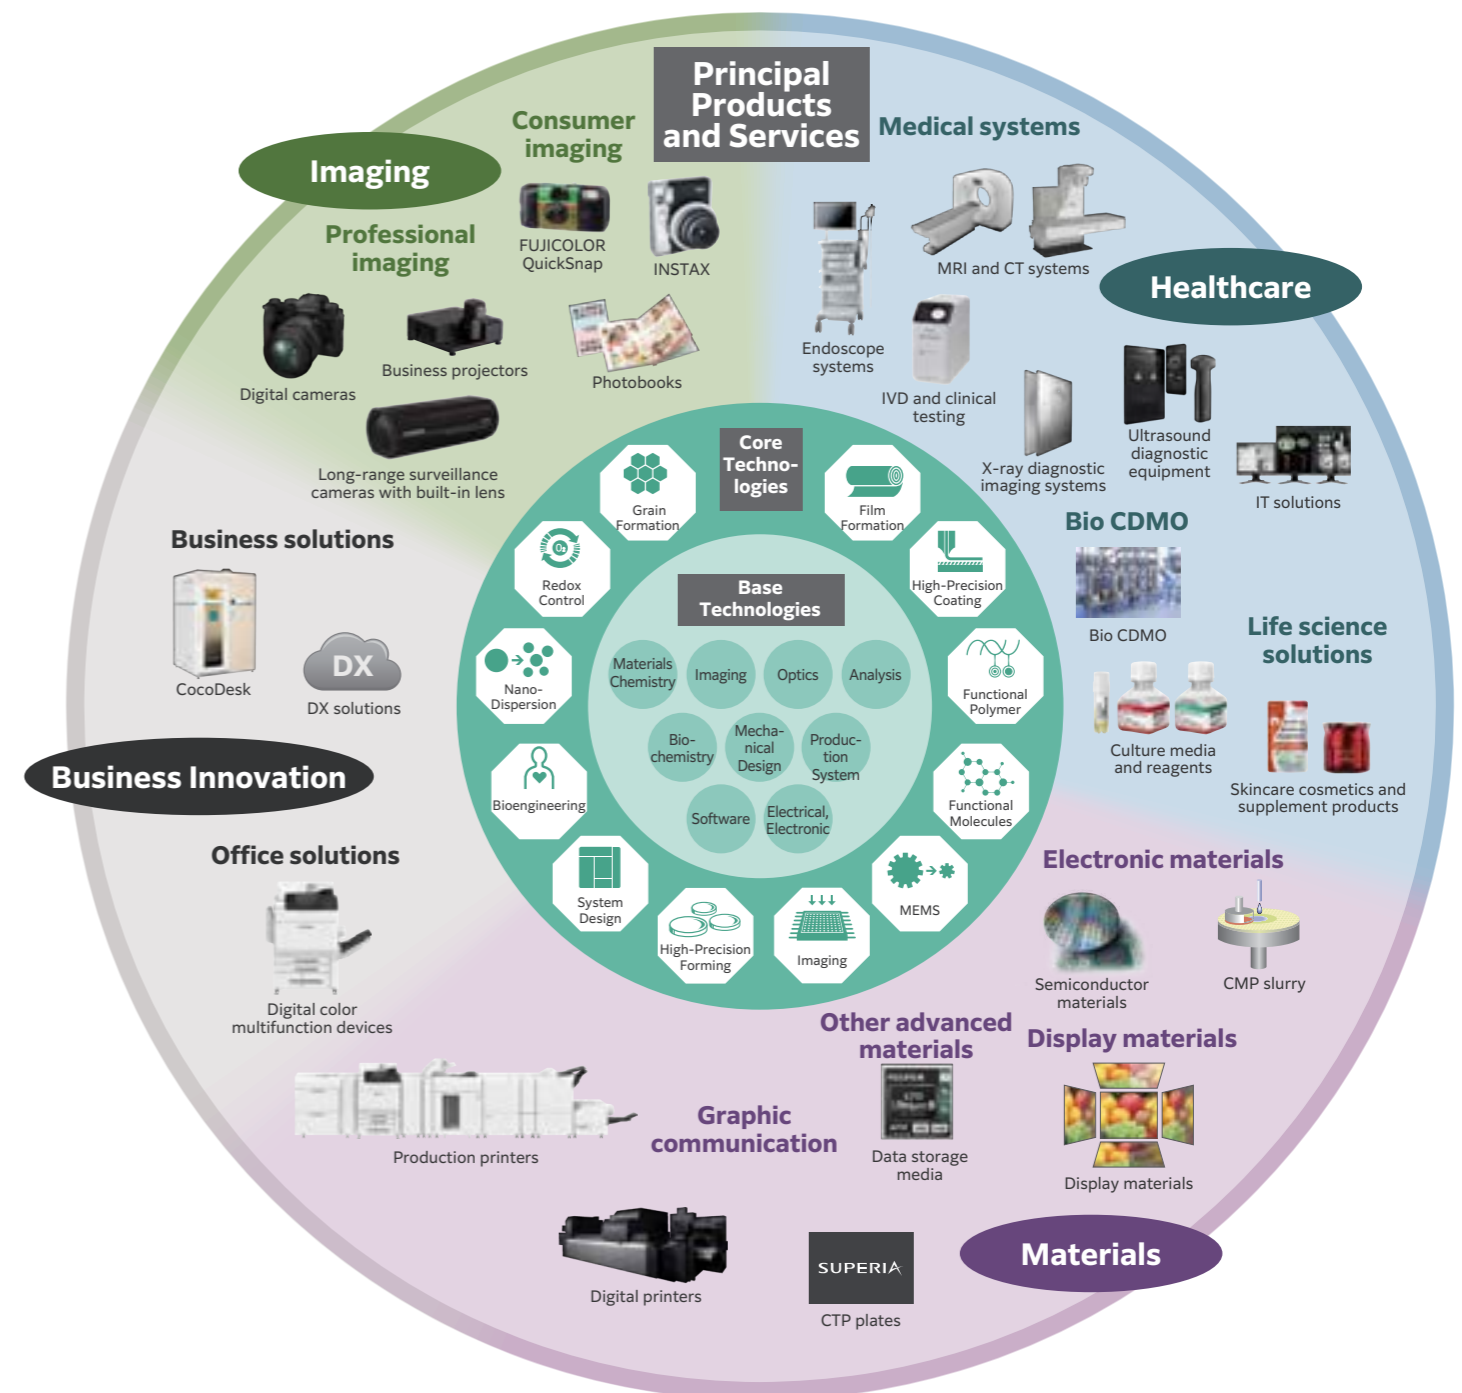 Principal
Products
and Services
Imaging
Consumer
imaging
FUJICOLOR
QuickSnap
INSTAX
Photobooks
Professional
imaging
Digital cameras
Business projectors
Long-range surveillance
cameras with built-in lens
Medical systems
Endoscope
systems
MRI and CT systems
IVD and clinical
testing
X-ray diagnostic
imaging systems
Ultrasound
diagnostic
equipment
IT solutions
Healthcare
Bio CDMO
Bio CDMO
Culture media
and reagents
Life science
solutions
Skincare cosmetics and
supplement products
Business solutions
CocoDesk
DX
DX solutions
Business Innovation
Office solutions
Digital color
multifunction devices
Core
Techno-
logies
Grain
Formation
Film
Formation
Redox
Control
O₂
High-Precision
Coating
Nano-
Dispersion
Functional
Polymer
Bioengineering
Functional
Molecules
System
Design
MEMS
High-Precision
Forming
Imaging
Base
Technologies
Materials
Chemistry
Imaging
Optics
Analysis
Bio-
chemistry
Mecha-
nical
Design
Produc-
tion
System
Software
Electrical,
Electronic
Electronic materials
Semiconductor
materials
CMP slurry
Other advanced
materials
Data storage
media
Display materials
Display materials
Graphic
communication
Production printers
Digital printers
SUPERIA
CTP plates
Materials